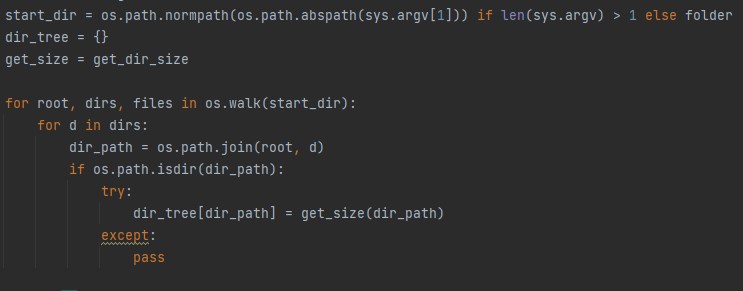 start_dir = os.path.normpath(os.path.abspath(sys.argv[1])) if len(sys.argv) > 1 else folder
dir_tree = {}
get_size = get_dir_size

for root, dirs, files in os.walk(start_dir):
    for d in dirs:
        dir_path = os.path.join(root, d)
        if os.path.isdir(dir_path):
            try:
                dir_tree[dir_path] = get_size(dir_path)
            except:
                pass